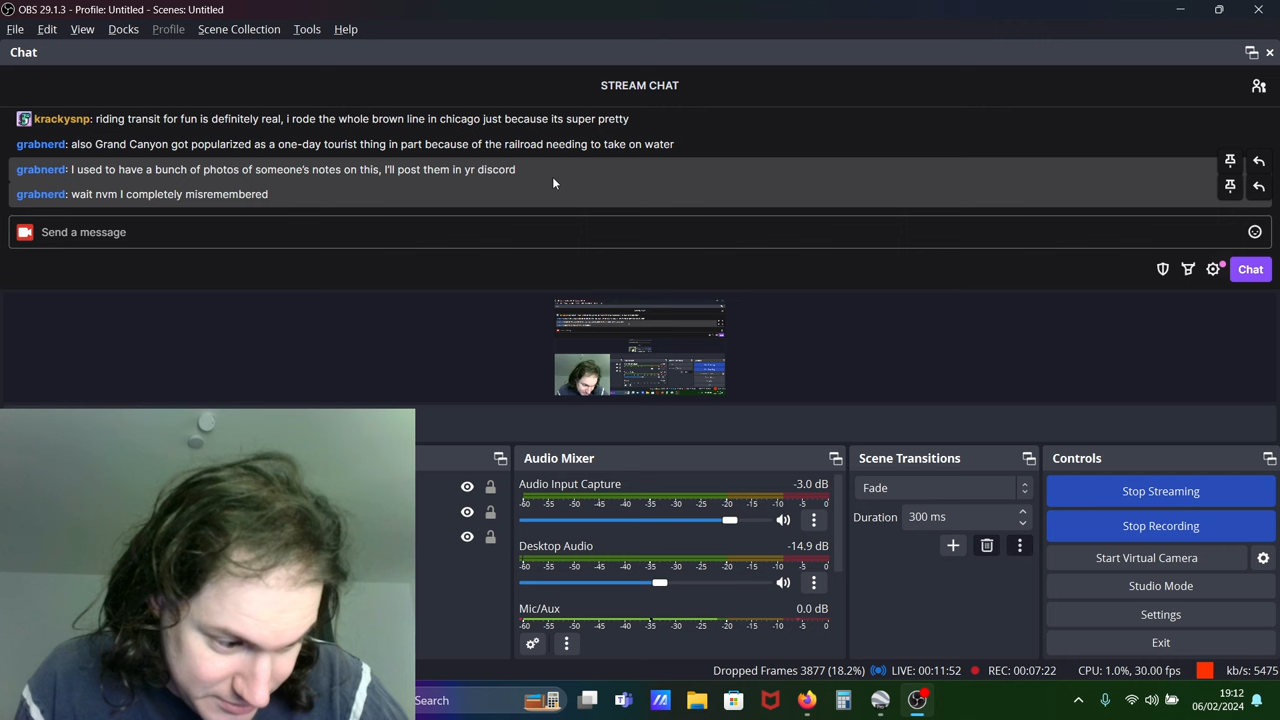 OBS 29.1.3 - Profile: Untitled - Scenes: Untitled
File Edit View Docks Profile Scene Collection Tools Help
Chat
STREAM CHAT
krackysnp: riding transit for fun is definitely real, i rode the whole brown line in chicago just because its super pretty
grabnerd: also Grand Canyon got popularized as a one-day tourist thing in part because of the railroad needing to take on water
grabnerd: I used to have a bunch of photos of someone's notes on this, I'll post them in yr discord
grabnerd: wait nvm I completely misremembered
Send a message
Chat
Audio Mixer
Audio Input Capture -3.0 dB
-60 -55 -50 -45 -40 -35 -30 -25 -20 -15 -10 -5 0
Desktop Audio -14.9 dB
-60 -55 -50 -45 -40 -35 -30 -25 -20 -15 -10 -5 0
Mic/Aux 0.0 dB
-60 -55 -50 -45 -40 -35 -30 -25 -20 -15 -10 -5 0
Scene Transitions
Fade
Duration 300 ms
Controls
Stop Streaming
Stop Recording
Start Virtual Camera
Studio Mode
Settings
Exit
Dropped Frames 3877 (18.2%) LIVE: 00:11:52 REC: 00:07:22 CPU: 1.0%, 30.00 fps kb/s: 5475
Search
19:12
06/02/2024